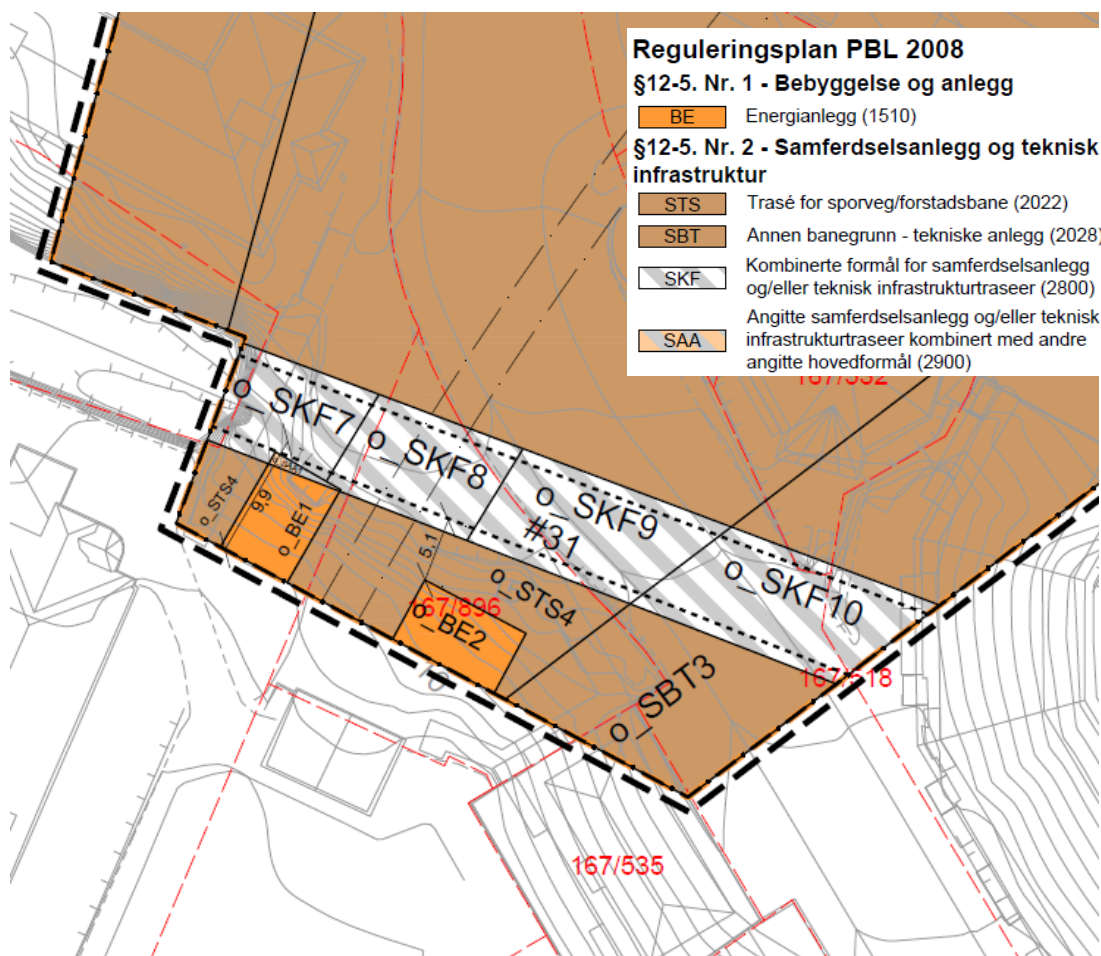 Reguleringsplan PBL 2008
§12-5. Nr. 1 - Bebyggelse og anlegg
BE Energianlegg (1510)
§12-5. Nr. 2 - Samferdselsanlegg og teknisk
infrastruktur
STS Trasé for sporveg/forstadsbane (2022)
SBT Annen banegrunn - tekniske anlegg (2028)
SKF Kombinerte formål for samferdselsanlegg
og/eller teknisk infrastrukturtraseer (2800)
SAA Angitte samferdselsanlegg og/eller teknisk
infrastrukturtraseer kombinert med andre
angitte hovedformål (2900)
167/532
o_SKF7
o_SKF8
o_SKF9
#31
o_SKF10
o_STS4
9,9
o_BE1
5,1
o_STS4
167/896
o_BE2
o_SBT3
167/518
167/535